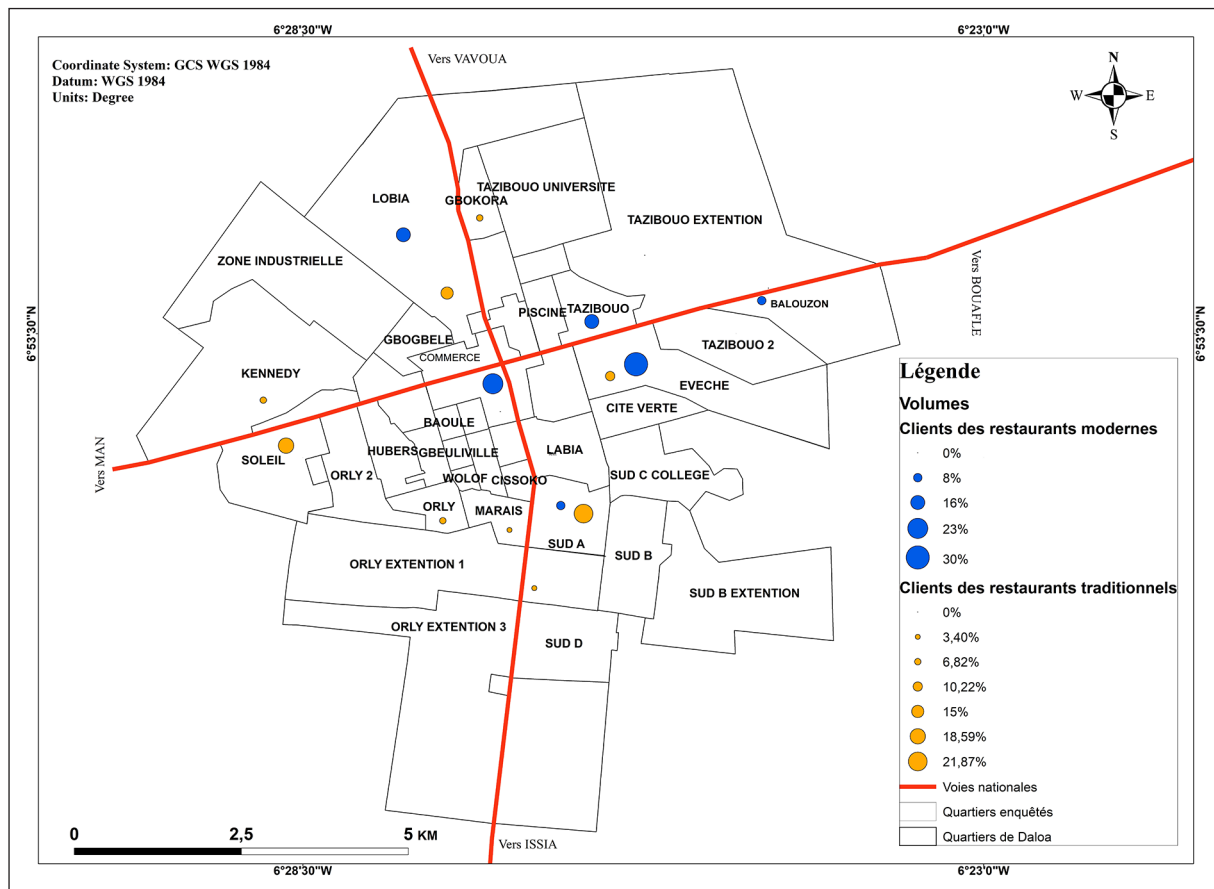 6°28'30"W
6°23'0"W
Coordinate System: GCS WGS 1984
Datum: WGS 1984
Units: Degree
Vers VAVOUA
N
W
E
S
LOBIA
GBOKORA
TAZIBOUO UNIVERSITE
TAZIBOUO EXTENTION
ZONE INDUSTRIELLE
Vers BOUAFLE
BALOUZON
PISCINE
TAZIBOUO
6°53'30"N
6°53'30"N
GBOGBELE
COMMERCE
TAZIBOUO 2
KENNEDY
EVECHE
CITE VERTE
BAOULE
Vers MAN
SOLEIL
HUBERS
GBEULIVILLE
LABIA
ORLY 2
WOLOF
CISSOKO
SUD C COLLEGE
ORLY
MARAIS
SUD A
SUD B
ORLY EXTENTION 1
SUD B EXTENTION
ORLY EXTENTION 3
SUD D
Légende
Volumes
Clients des restaurants modernes
0%
8%
16%
23%
30%
Clients des restaurants traditionnels
0%
3,40%
6,82%
10,22%
15%
18,59%
21,87%
Voies nationales
Quartiers enquêtés
Quartiers de Daloa
0
2,5
5 KM
Vers ISSIA
6°28'30"W
6°23'0"W